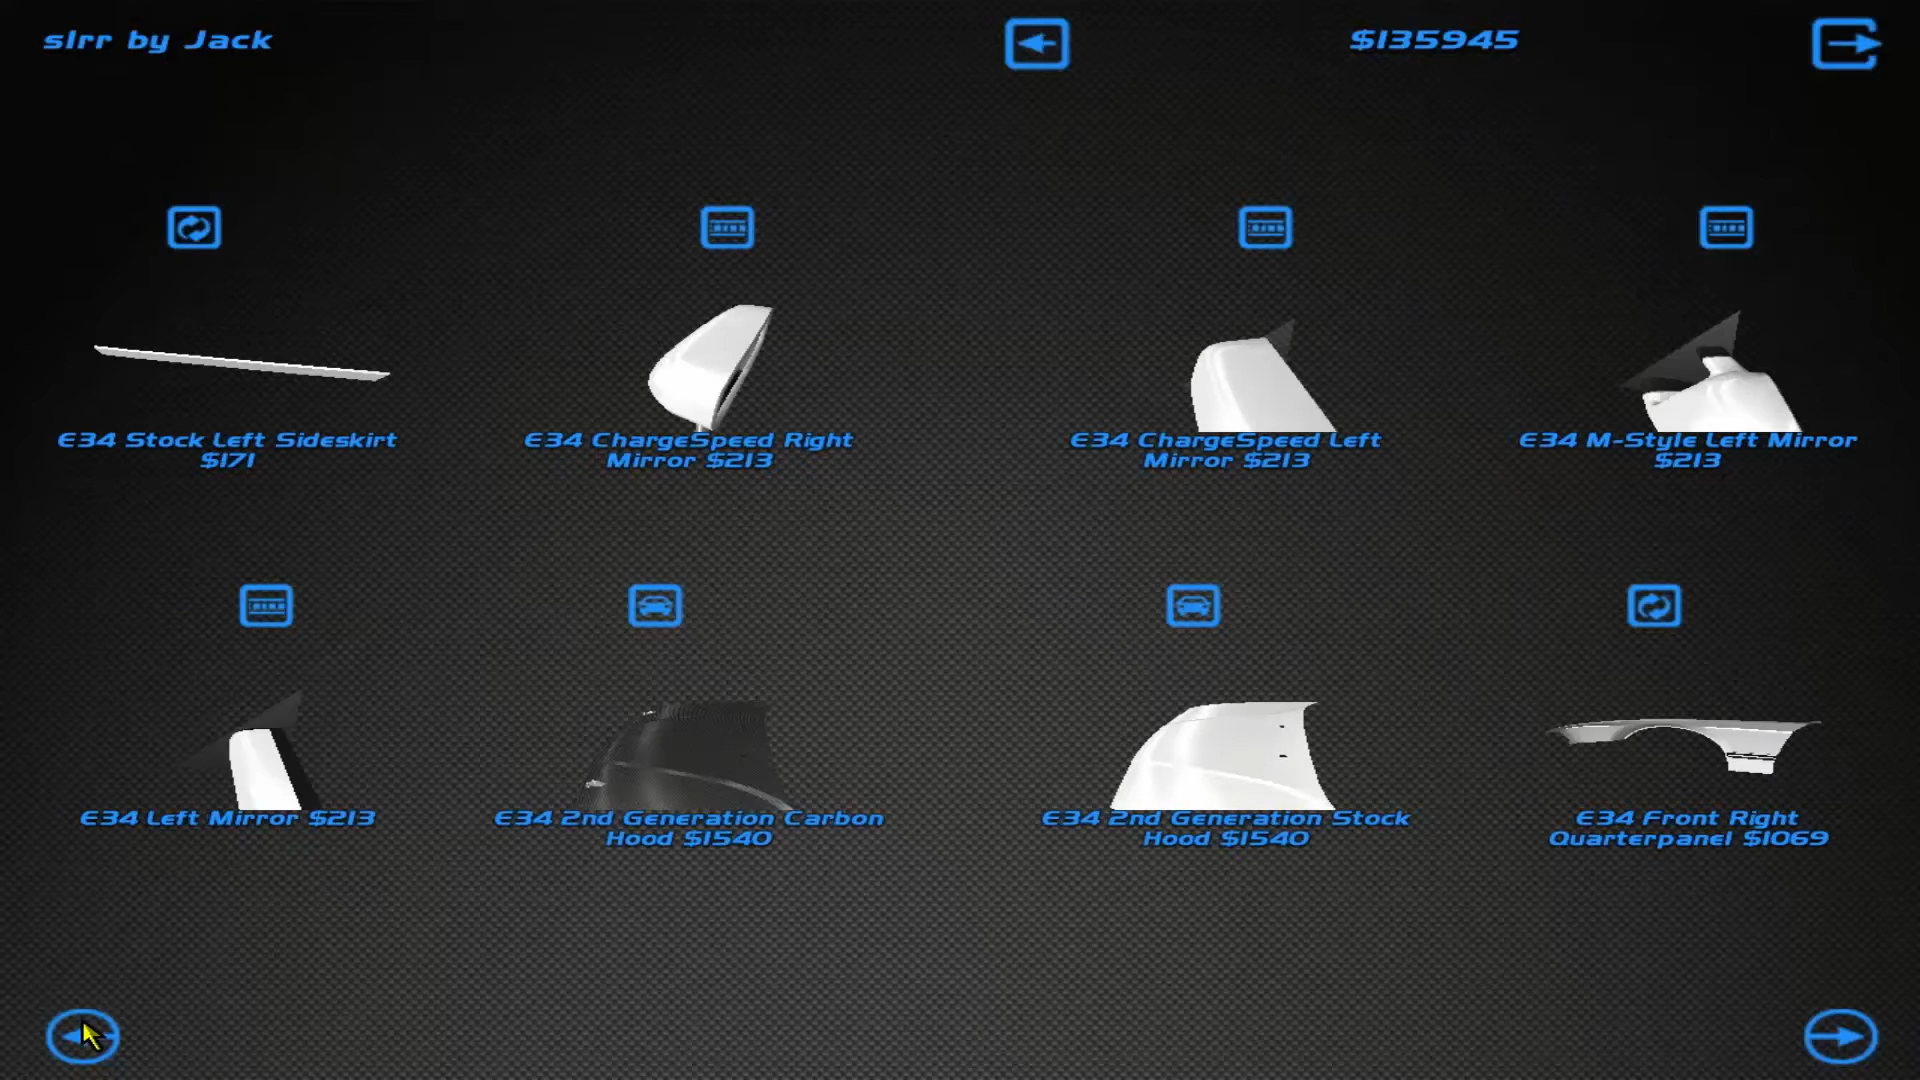 slrr by Jack
$135945
E34 Stock Left Sideskirt
$171
E34 ChargeSpeed Right
Mirror $213
E34 ChargeSpeed Left
Mirror $213
E34 M-Style Left Mirror
$213
E34 Left Mirror $213
E34 2nd Generation Carbon
Hood $1540
E34 2nd Generation Stock
Hood $1540
E34 Front Right
Quarterpanel $1069